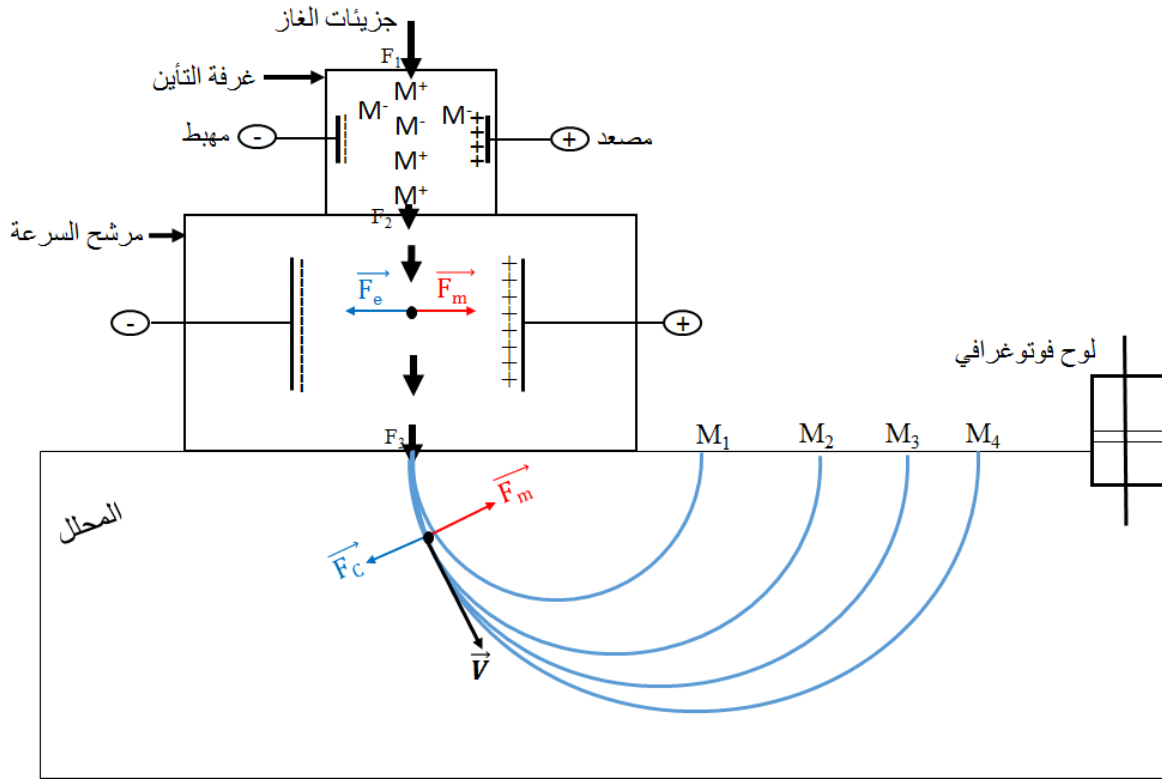 جزيئات الغاز
F₁
غرفة التأين
M⁺
M⁻ M⁻ M⁻
مهبط - + مصعد
M⁺
M⁺
F₂
مرشح السرعة
Fₑ Fₘ
- +
لوح فوتوغرافي
F₃ M₁ M₂ M₃ M₄
المحلل
Fₘ
F_C
V